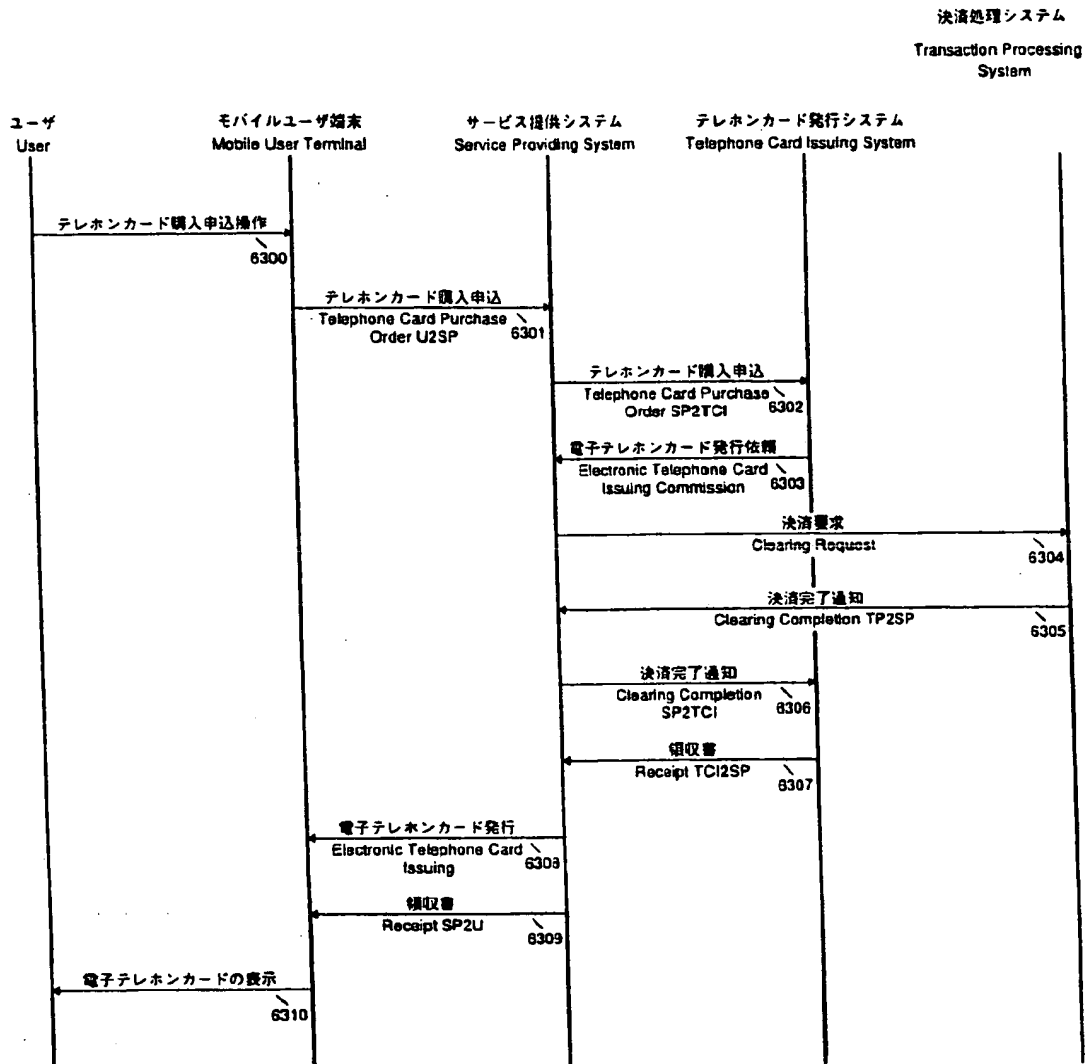 決済処理システム
Transaction Processing
System
ユーザ
User
モバイルユーザ端末
Mobile User Terminal
サービス提供システム
Service Providing System
テレホンカード発行システム
Telephone Card Issuing System
テレホンカード購入申込操作
6300
テレホンカード購入申込
Telephone Card Purchase
Order U2SP
6301
テレホンカード購入申込
Telephone Card Purchase
Order SP2TCI
6302
電子テレホンカード発行依頼
Electronic Telephone Card
Issuing Commission
6303
決済要求
Clearing Request
6304
決済完了通知
Clearing Completion TP2SP
6305
決済完了通知
Clearing Completion
SP2TCI
6306
領収書
Receipt TCI2SP
6307
電子テレホンカード発行
Electronic Telephone Card
Issuing
6308
領収書
Receipt SP2U
6309
電子テレホンカードの表示
6310